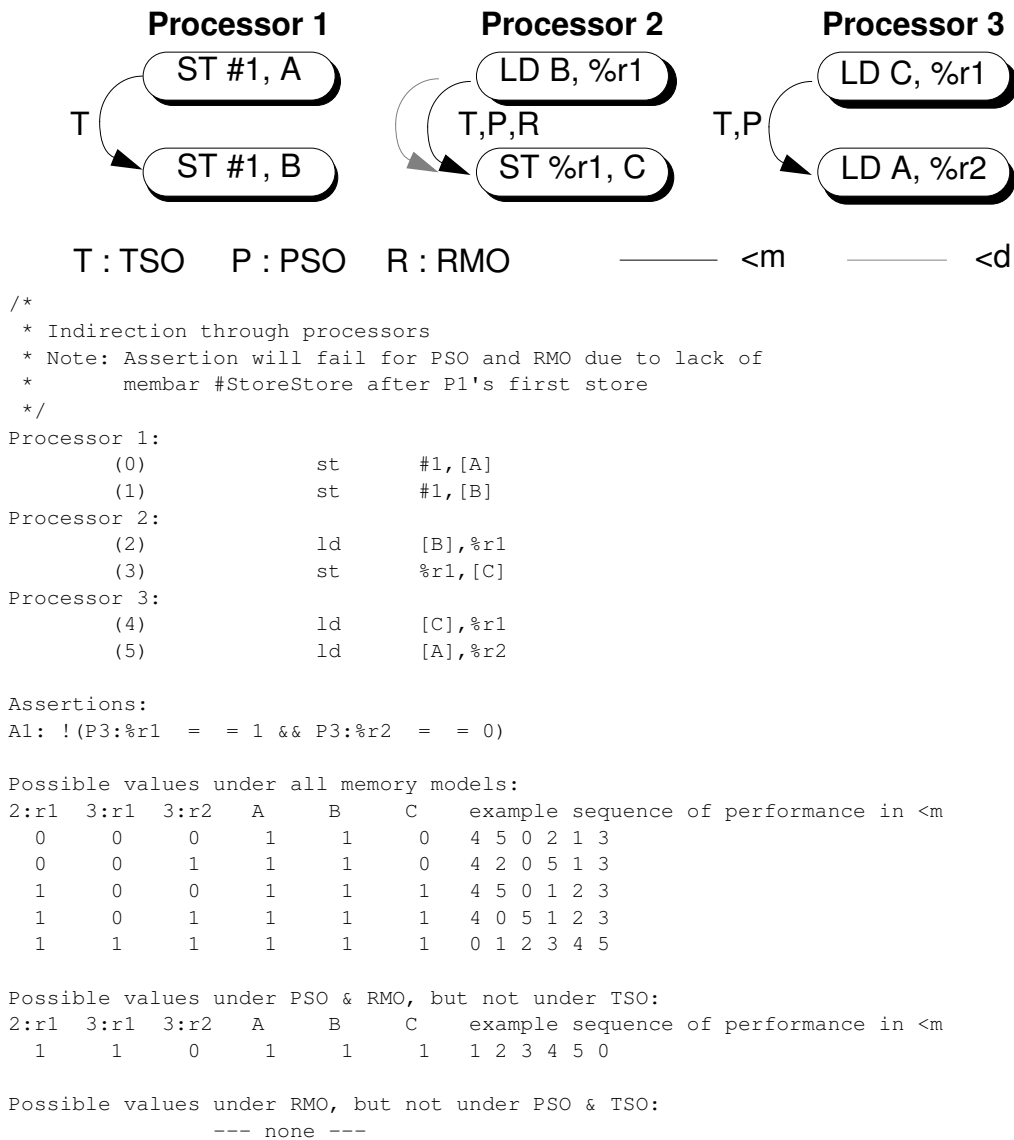 Processor 1 Processor 2 Processor 3
ST #1, A LD B, %r1 LD C, %r1
T T,P,R T,P
ST #1, B ST %r1, C LD A, %r2
T : TSO P : PSO R : RMO <m <d
/*
 * Indirection through processors
 * Note: Assertion will fail for PSO and RMO due to lack of
 *       membar #StoreStore after P1's first store
 */
Processor 1:
(0) st #1,[A]
(1) st #1,[B]
Processor 2:
(2) ld [B],%r1
(3) st %r1,[C]
Processor 3:
(4) ld [C],%r1
(5) ld [A],%r2
Assertions:
A1: !(P3:%r1 = = 1 && P3:%r2 = = 0)
Possible values under all memory models:
2:r1 3:r1 3:r2 A B C example sequence of performance in <m
0 0 0 1 1 0 4 5 0 2 1 3
0 0 1 1 1 0 4 2 0 5 1 3
1 0 0 1 1 1 4 5 0 1 2 3
1 0 1 1 1 1 4 0 5 1 2 3
1 1 1 1 1 1 0 1 2 3 4 5
Possible values under PSO & RMO, but not under TSO:
2:r1 3:r1 3:r2 A B C example sequence of performance in <m
1 1 0 1 1 1 1 2 3 4 5 0
Possible values under RMO, but not under PSO & TSO:
--- none ---